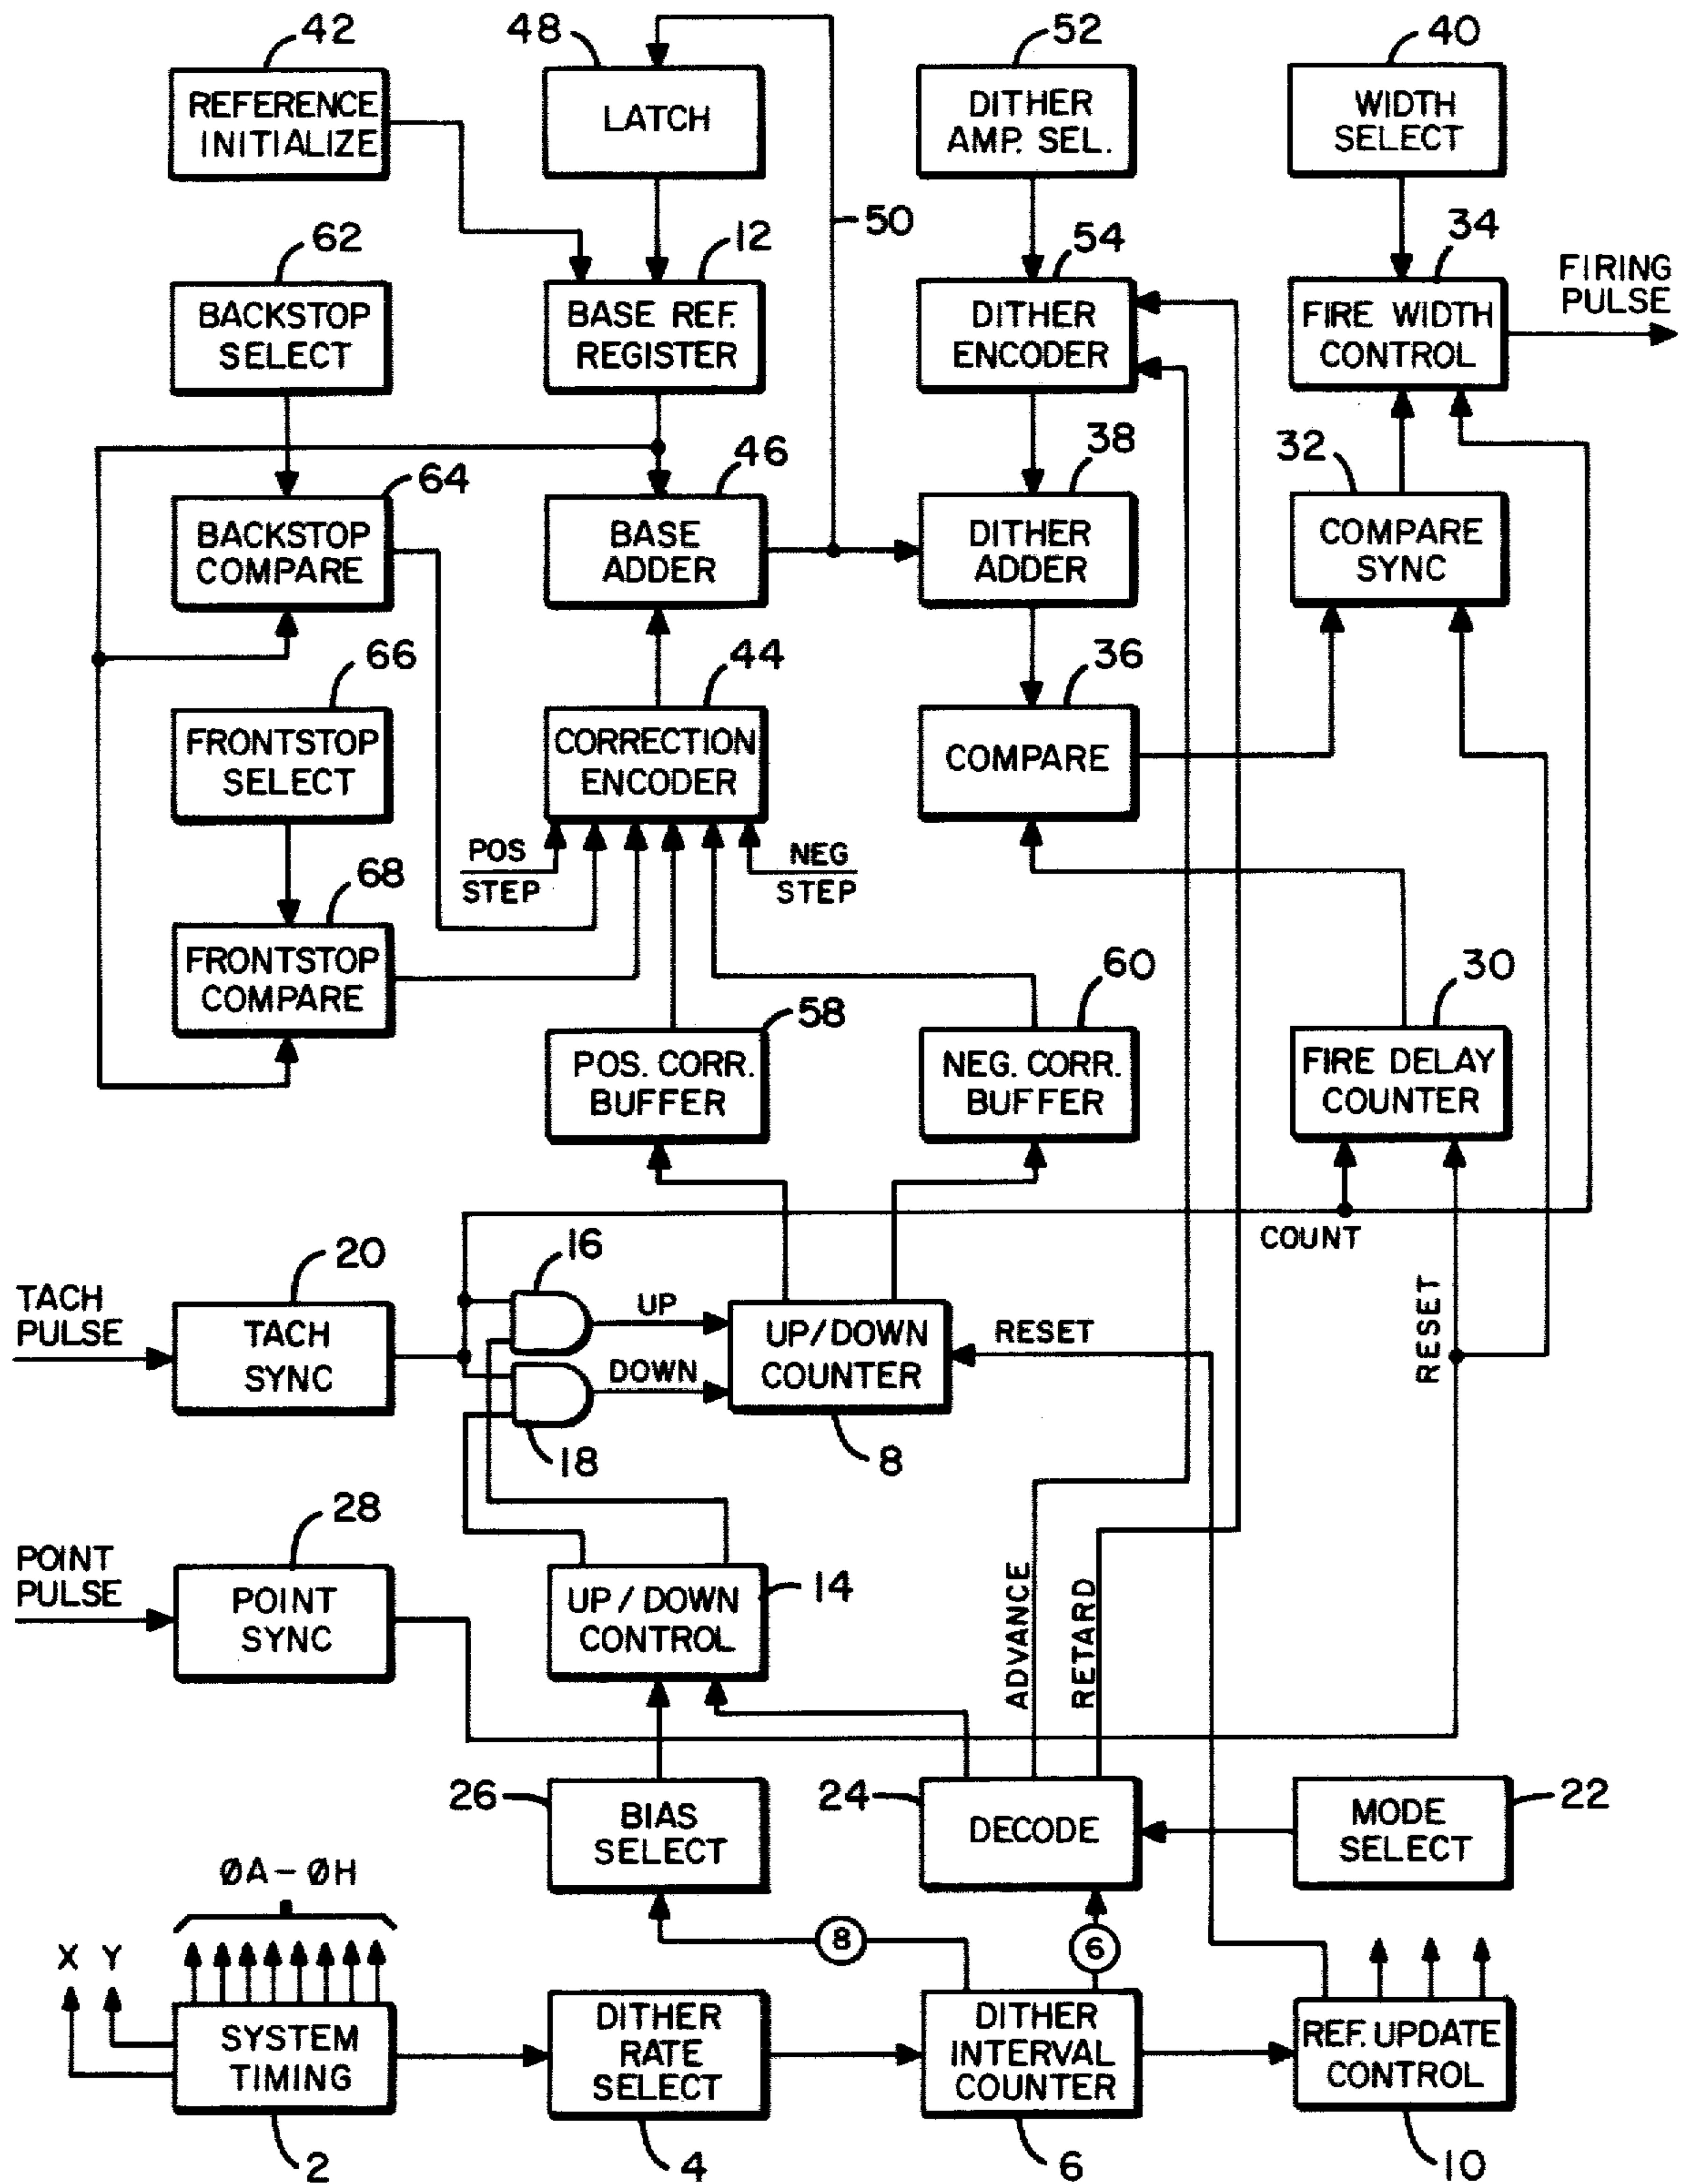 42
48
52
40
REFERENCE
INITIALIZE
LATCH
DITHER
AMP. SEL.
WIDTH
SELECT
50
62
12
54
34
BACKSTOP
SELECT
BASE REF.
REGISTER
DITHER
ENCODER
FIRE WIDTH
CONTROL
FIRING
PULSE
64
46
38
32
BACKSTOP
COMPARE
BASE
ADDER
DITHER
ADDER
COMPARE
SYNC
66
44
36
FRONTSTOP
SELECT
CORRECTION
ENCODER
COMPARE
POS
STEP
NEG
STEP
68
FRONTSTOP
COMPARE
58
60
30
POS. CORR.
BUFFER
NEG. CORR.
BUFFER
FIRE DELAY
COUNTER
COUNT
20
16
TACH
PULSE
TACH
SYNC
UP
DOWN
UP/DOWN
COUNTER
RESET
RESET
18
8
28
POINT
PULSE
POINT
SYNC
UP / DOWN
CONTROL
14
ADVANCE
RETARD
26
BIAS
SELECT
24
DECODE
MODE
SELECT
22
ØA - ØH
8
6
X Y
SYSTEM
TIMING
DITHER
RATE
SELECT
DITHER
INTERVAL
COUNTER
REF. UPDATE
CONTROL
2
4
6
10